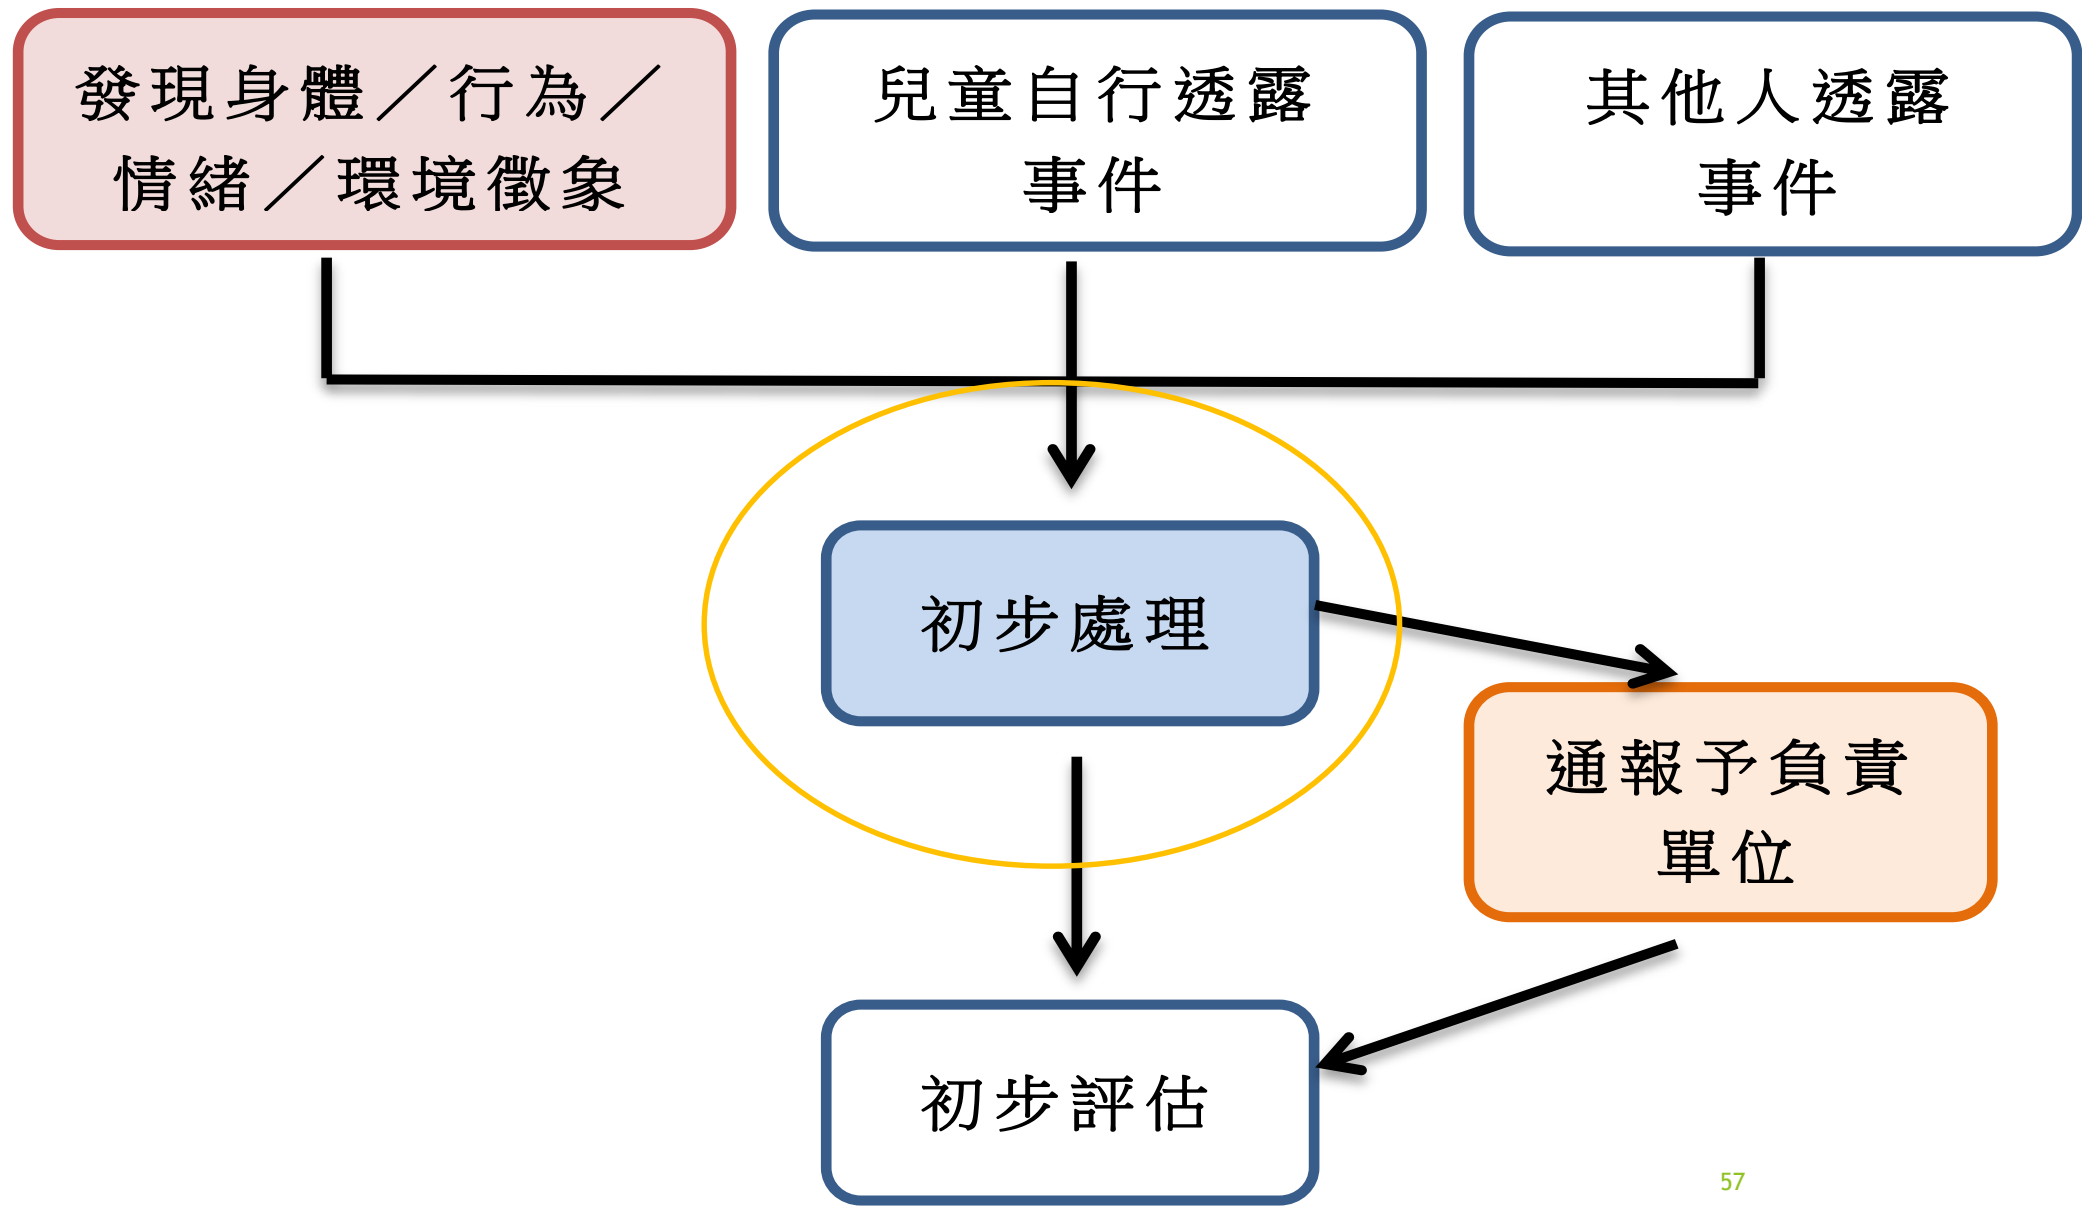 發現身體／行為／
情緒／環境徵象
兒童自行透露
事件
其他人透露
事件
初步處理
通報予負責
單位
初步評估
57